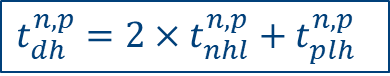 t_{dh}^{n,p} = 2 × t_{nhl}^{n,p} + t_{plh}^{n,p}